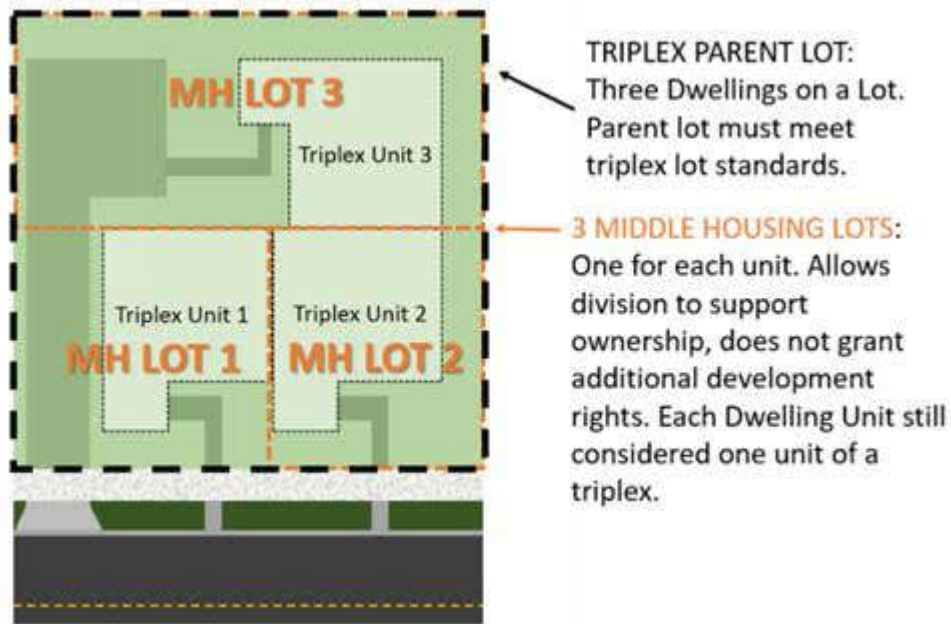 MH LOT 3
Triplex Unit 3
Triplex Unit 1
Triplex Unit 2
MH LOT 1
MH LOT 2
TRIPLEX PARENT LOT:
Three Dwellings on a Lot.
Parent lot must meet
triplex lot standards.
3 MIDDLE HOUSING LOTS:
One for each unit. Allows
division to support
ownership, does not grant
additional development
rights. Each Dwelling Unit still
considered one unit of a
triplex.